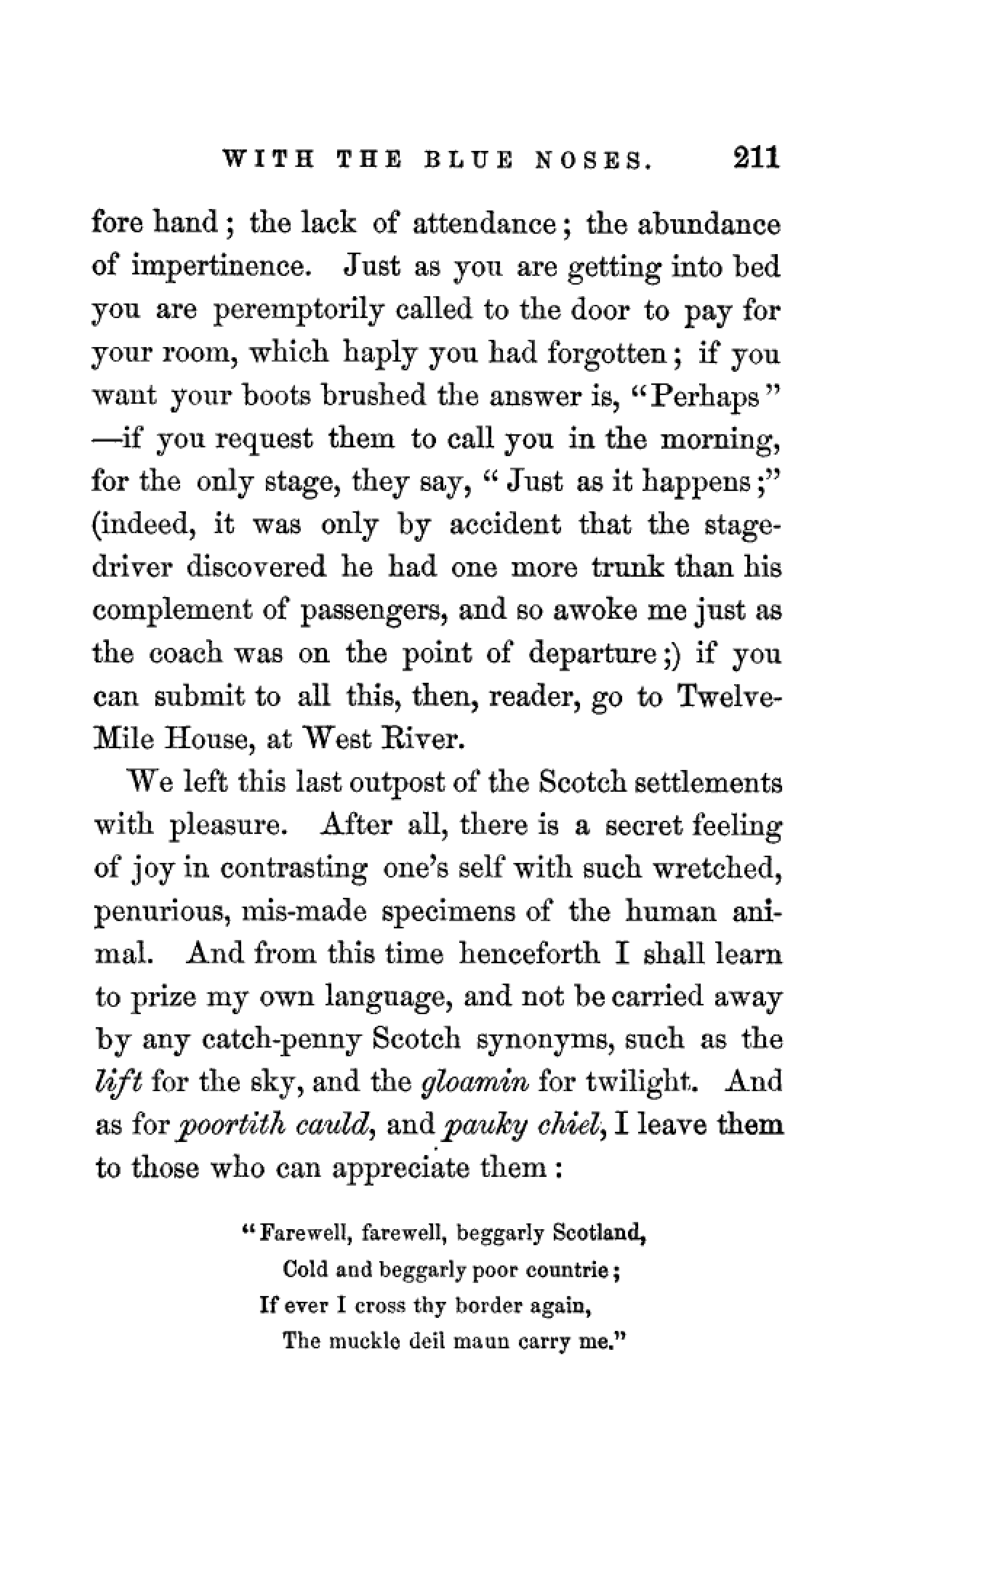 WITH THE BLUE NOSES. 211
fore hand; the lack of attendance; the abundance
of impertinence. Just as you are getting into bed
you are peremptorily called to the door to pay for
your room, which haply you had forgotten; if you
want your boots brushed the answer is, “Perhaps”
—if you request them to call you in the morning,
for the only stage, they say, “Just as it happens;”
(indeed, it was only by accident that the stage-
driver discovered he had one more trunk than his
complement of passengers, and so awoke me just as
the coach was on the point of departure;) if you
can submit to all this, then, reader, go to Twelve-
Mile House, at West River.
We left this last outpost of the Scotch settlements
with pleasure. After all, there is a secret feeling
of joy in contrasting one’s self with such wretched,
penurious, mis-made specimens of the human ani-
mal. And from this time henceforth I shall learn
to prize my own language, and not be carried away
by any catch-penny Scotch synonyms, such as the
lift for the sky, and the gloamin for twilight. And
as for poortith cauld, and pauky chiel, I leave them
to those who can appreciate them:
“Farewell, farewell, beggarly Scotland,
Cold and beggarly poor countrie;
If ever I cross thy border again,
The muckle deil maun carry me.”